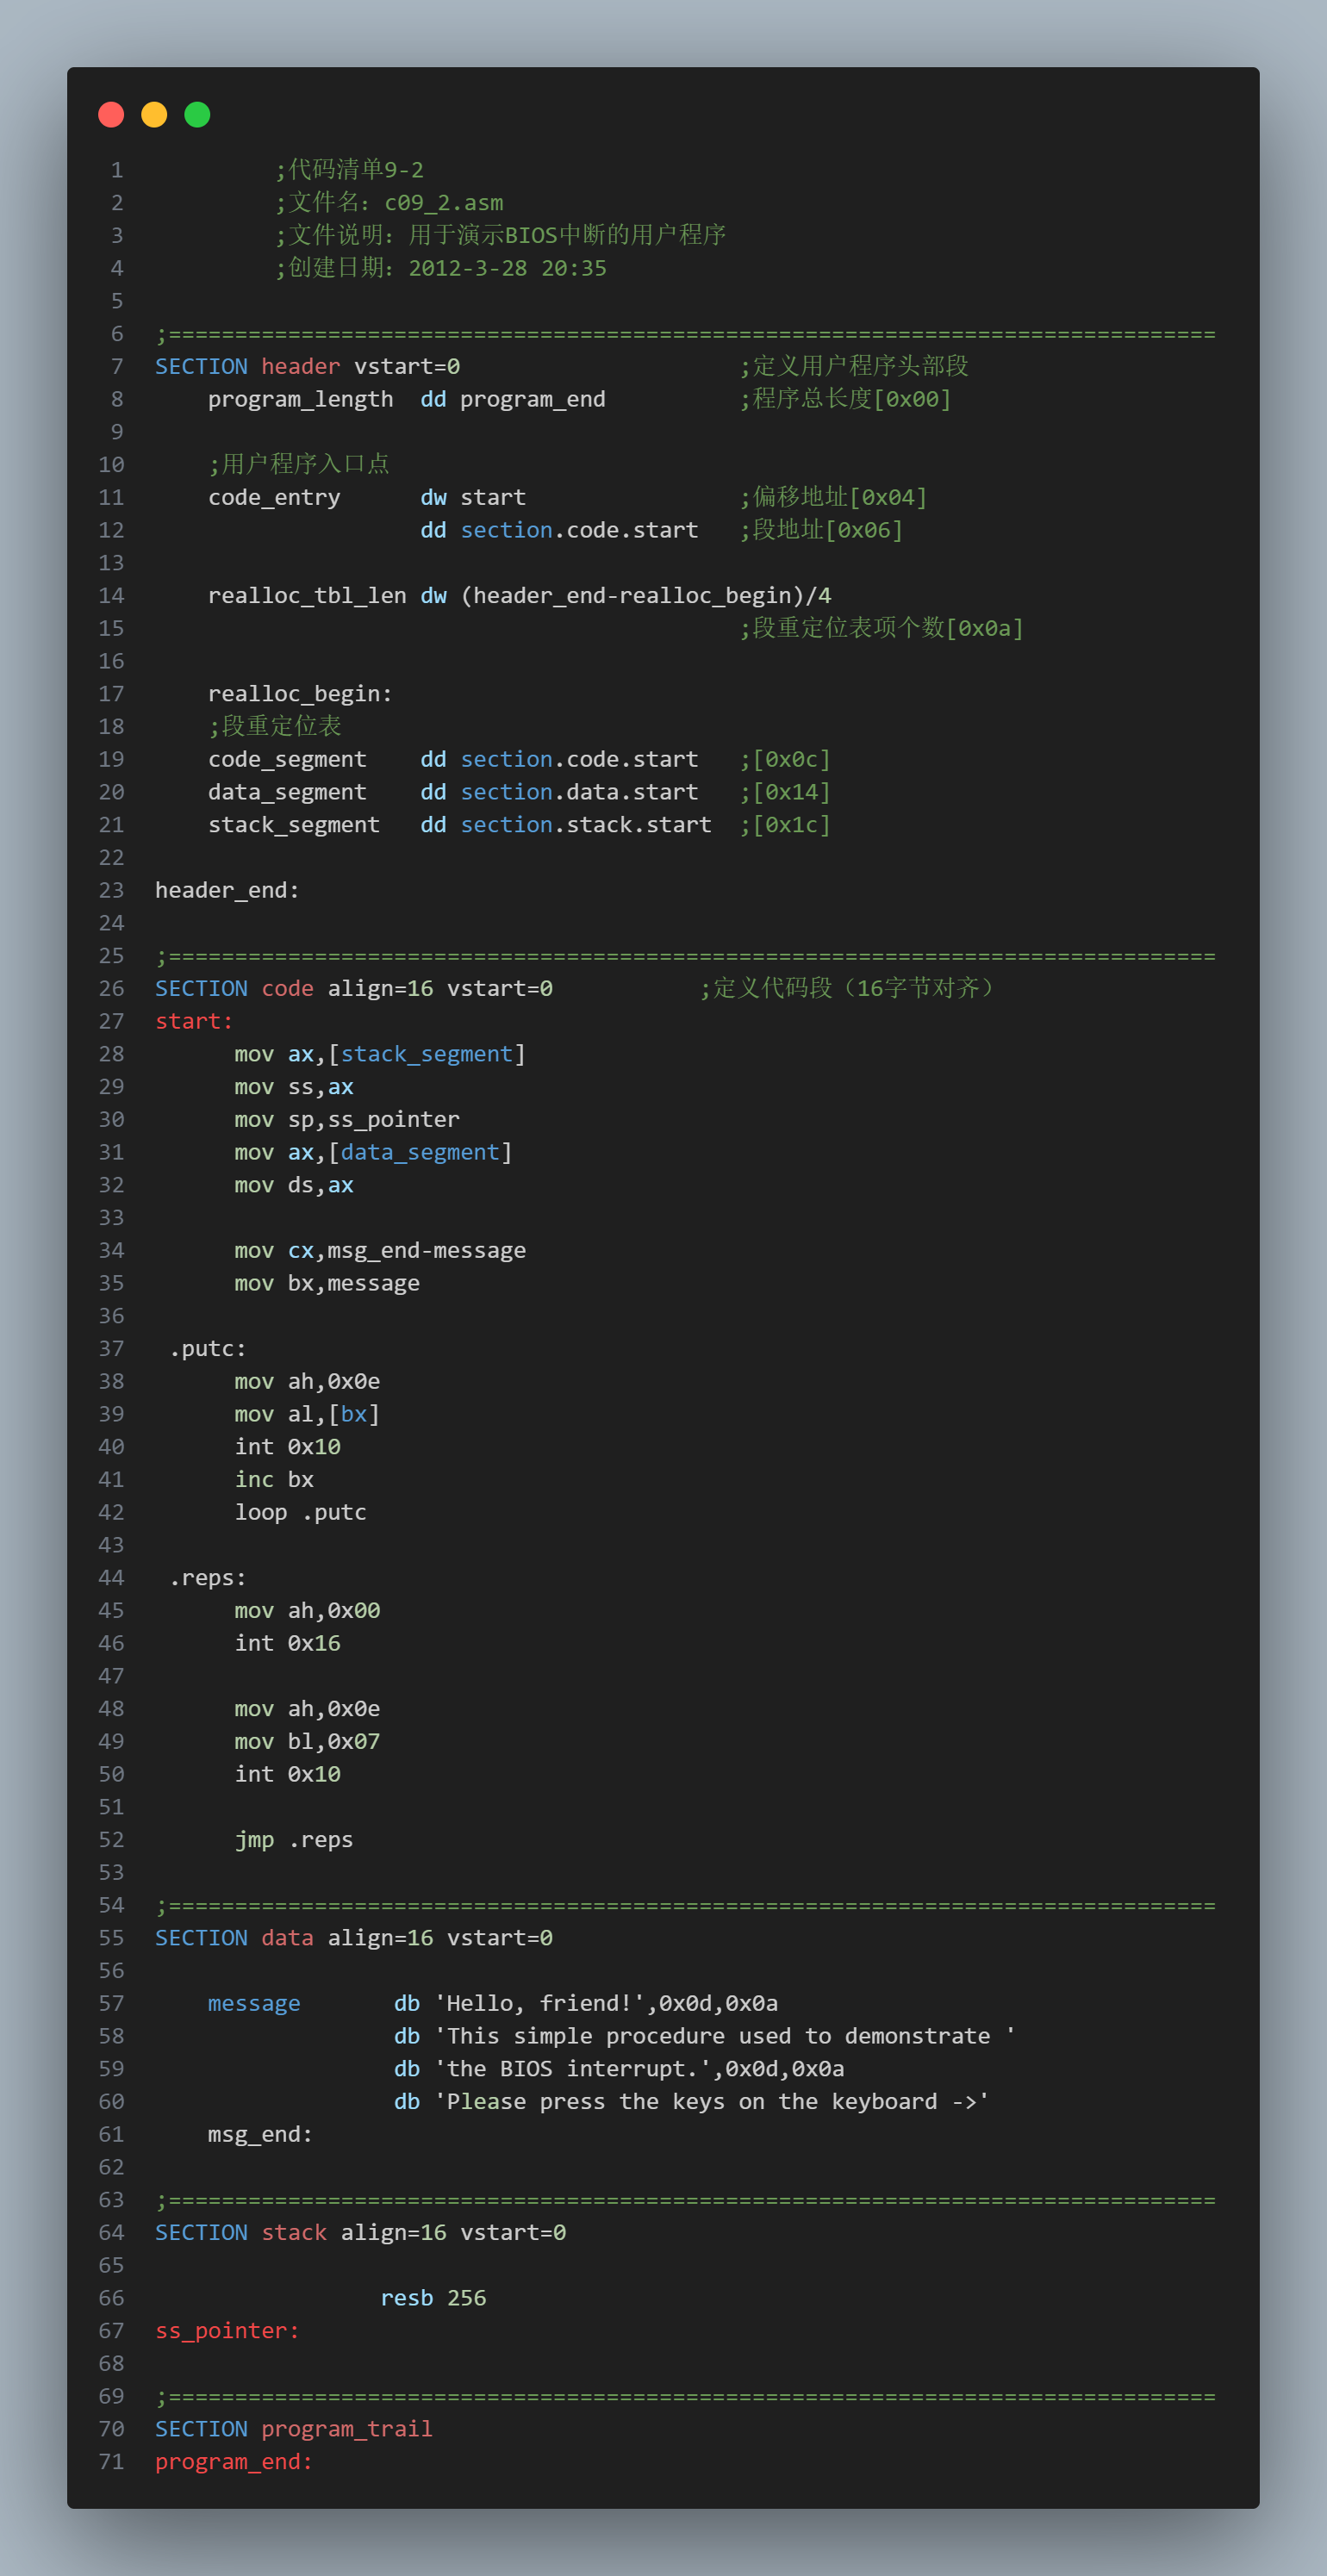 1 ;代码清单9-2
2 ;文件名：c09_2.asm
3 ;文件说明：用于演示BIOS中断的用户程序
4 ;创建日期：2012-3-28 20:35
5
6 ;===============================================================================
7 SECTION header vstart=0                     ;定义用户程序头部段
8     program_length  dd program_end          ;程序总长度[0x00]
9
10     ;用户程序入口点
11     code_entry      dw start                ;偏移地址[0x04]
12                     dd section.code.start   ;段地址[0x06]
13
14     realloc_tbl_len dw (header_end-realloc_begin)/4
15                                             ;段重定位表项个数[0x0a]
16
17     realloc_begin:
18     ;段重定位表
19     code_segment    dd section.code.start   ;[0x0c]
20     data_segment    dd section.data.start   ;[0x14]
21     stack_segment   dd section.stack.start  ;[0x1c]
22
23 header_end:
24
25 ;===============================================================================
26 SECTION code align=16 vstart=0           ;定义代码段（16字节对齐）
27 start:
28       mov ax,[stack_segment]
29       mov ss,ax
30       mov sp,ss_pointer
31       mov ax,[data_segment]
32       mov ds,ax
33
34       mov cx,msg_end-message
35       mov bx,message
36
37  .putc:
38       mov ah,0x0e
39       mov al,[bx]
40       int 0x10
41       inc bx
42       loop .putc
43
44  .reps:
45       mov ah,0x00
46       int 0x16
47
48       mov ah,0x0e
49       mov bl,0x07
50       int 0x10
51
52       jmp .reps
53
54 ;===============================================================================
55 SECTION data align=16 vstart=0
56
57     message       db 'Hello, friend!',0x0d,0x0a
58                   db 'This simple procedure used to demonstrate '
59                   db 'the BIOS interrupt.',0x0d,0x0a
60                   db 'Please press the keys on the keyboard ->'
61     msg_end:
62
63 ;===============================================================================
64 SECTION stack align=16 vstart=0
65
66                  resb 256
67 ss_pointer:
68
69 ;===============================================================================
70 SECTION program_trail
71 program_end: